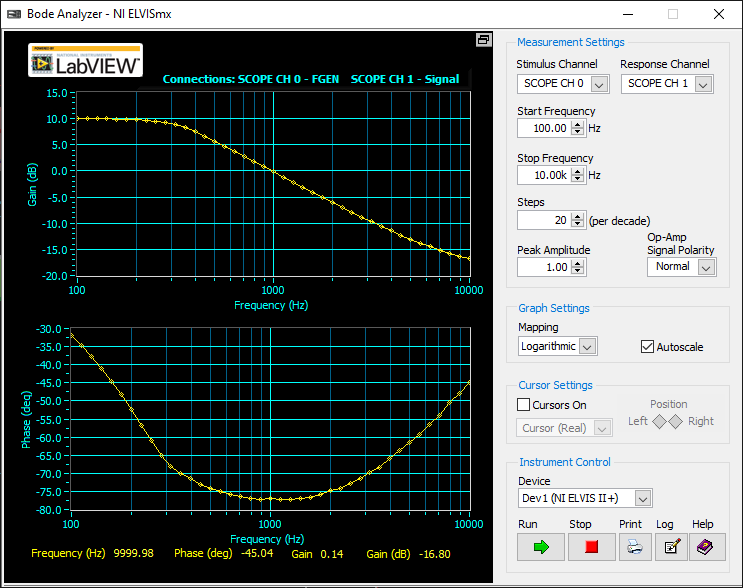 Bode Analyzer - NI ELVISmx
POWERED BY
NATIONAL INSTRUMENTS
LabVIEW™
Connections: SCOPE CH 0 - FGEN SCOPE CH 1 - Signal
15.0
10.0
5.0
0.0
-5.0
-10.0
-15.0
-20.0
Gain (dB)
100 1000 10000
Frequency (Hz)
-30.0
-35.0
-40.0
-45.0
-50.0
-55.0
-60.0
-65.0
-70.0
-75.0
-80.0
Phase (deg)
100 1000 10000
Frequency (Hz)
Frequency (Hz) 9999.98 Phase (deg) -45.04 Gain 0.14 Gain (dB) -16.80
Measurement Settings
Stimulus Channel Response Channel
SCOPE CH 0 SCOPE CH 1
Start Frequency
100.00 Hz
Stop Frequency
10.00k Hz
Steps
20 (per decade)
Peak Amplitude
1.00
Op-Amp
Signal Polarity
Normal
Graph Settings
Mapping
Logarithmic Autoscale
Cursor Settings
Cursors On
Position
Cursor (Real) Left Right
Instrument Control
Device
Dev1 (NI ELVIS II+)
Run Stop Print Log Help